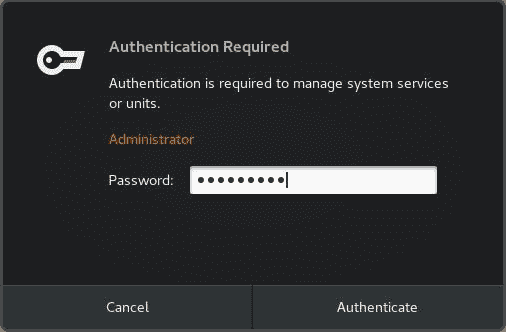 Authentication Required
Authentication is required to manage system services
or units.
Administrator
Password: •••••••••
Cancel
Authenticate